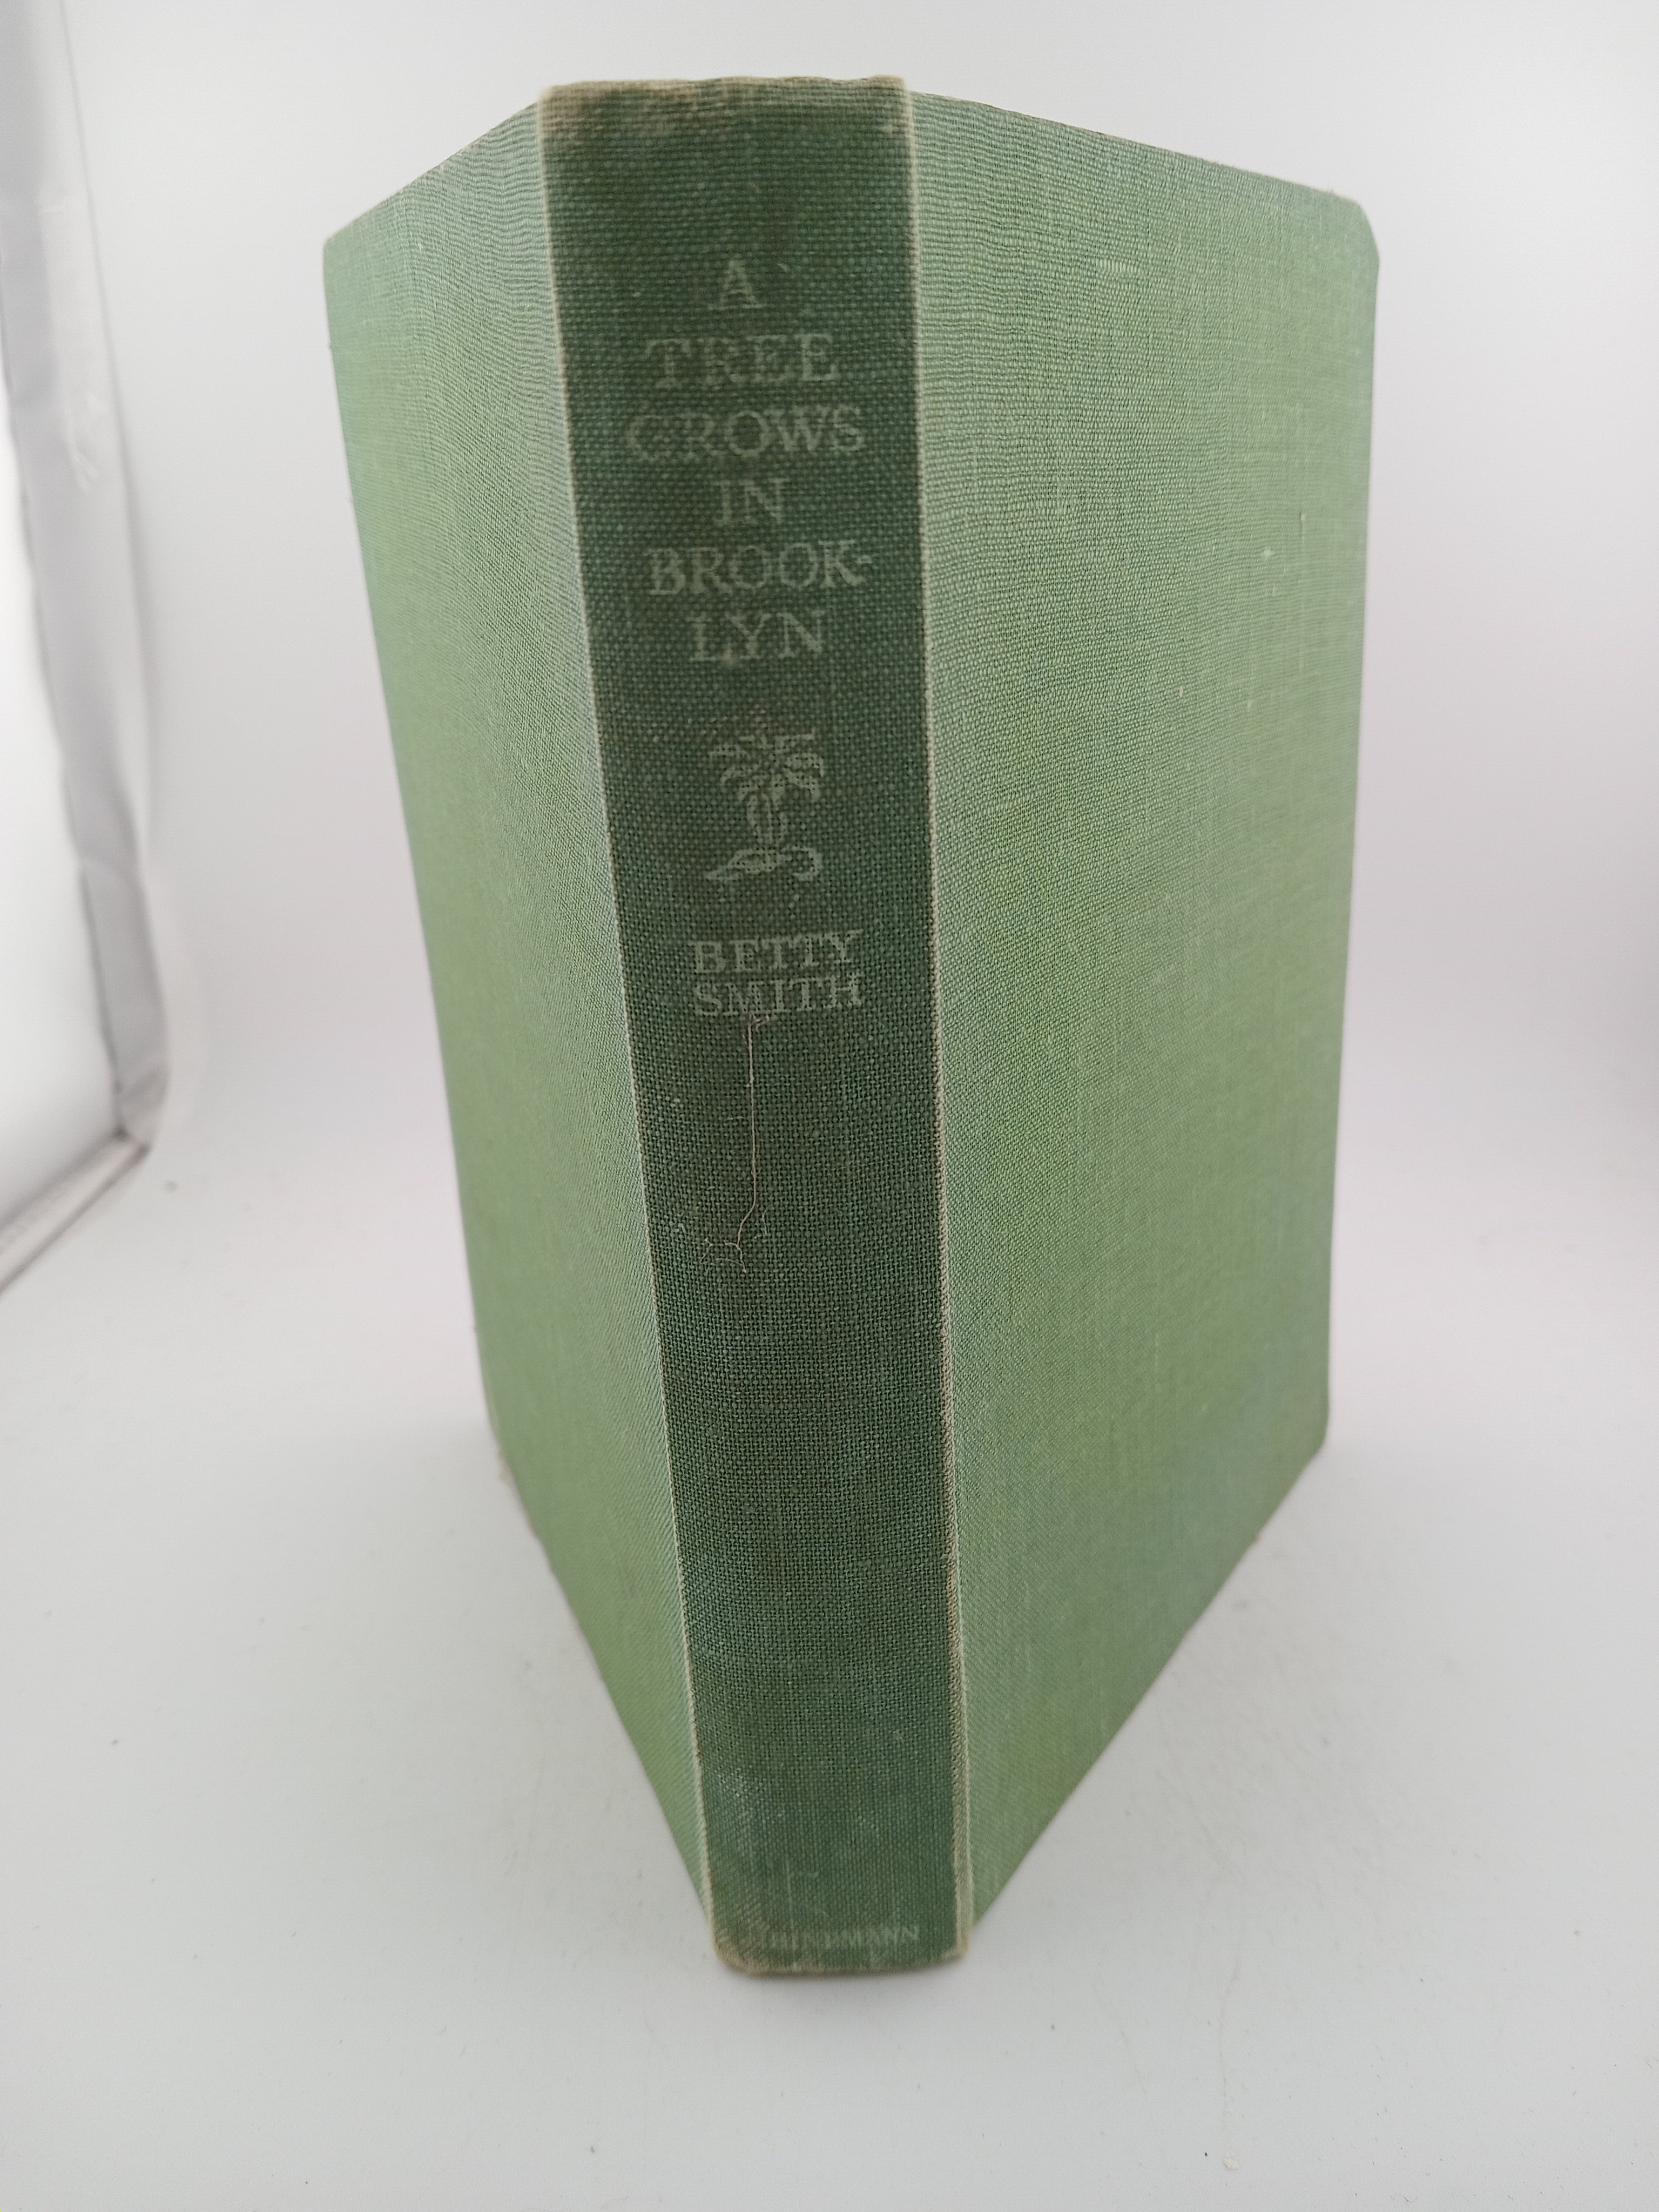 A
TREE
GROWS
IN
BROOK-
LYN
BETTY
SMITH
HEINEMANN